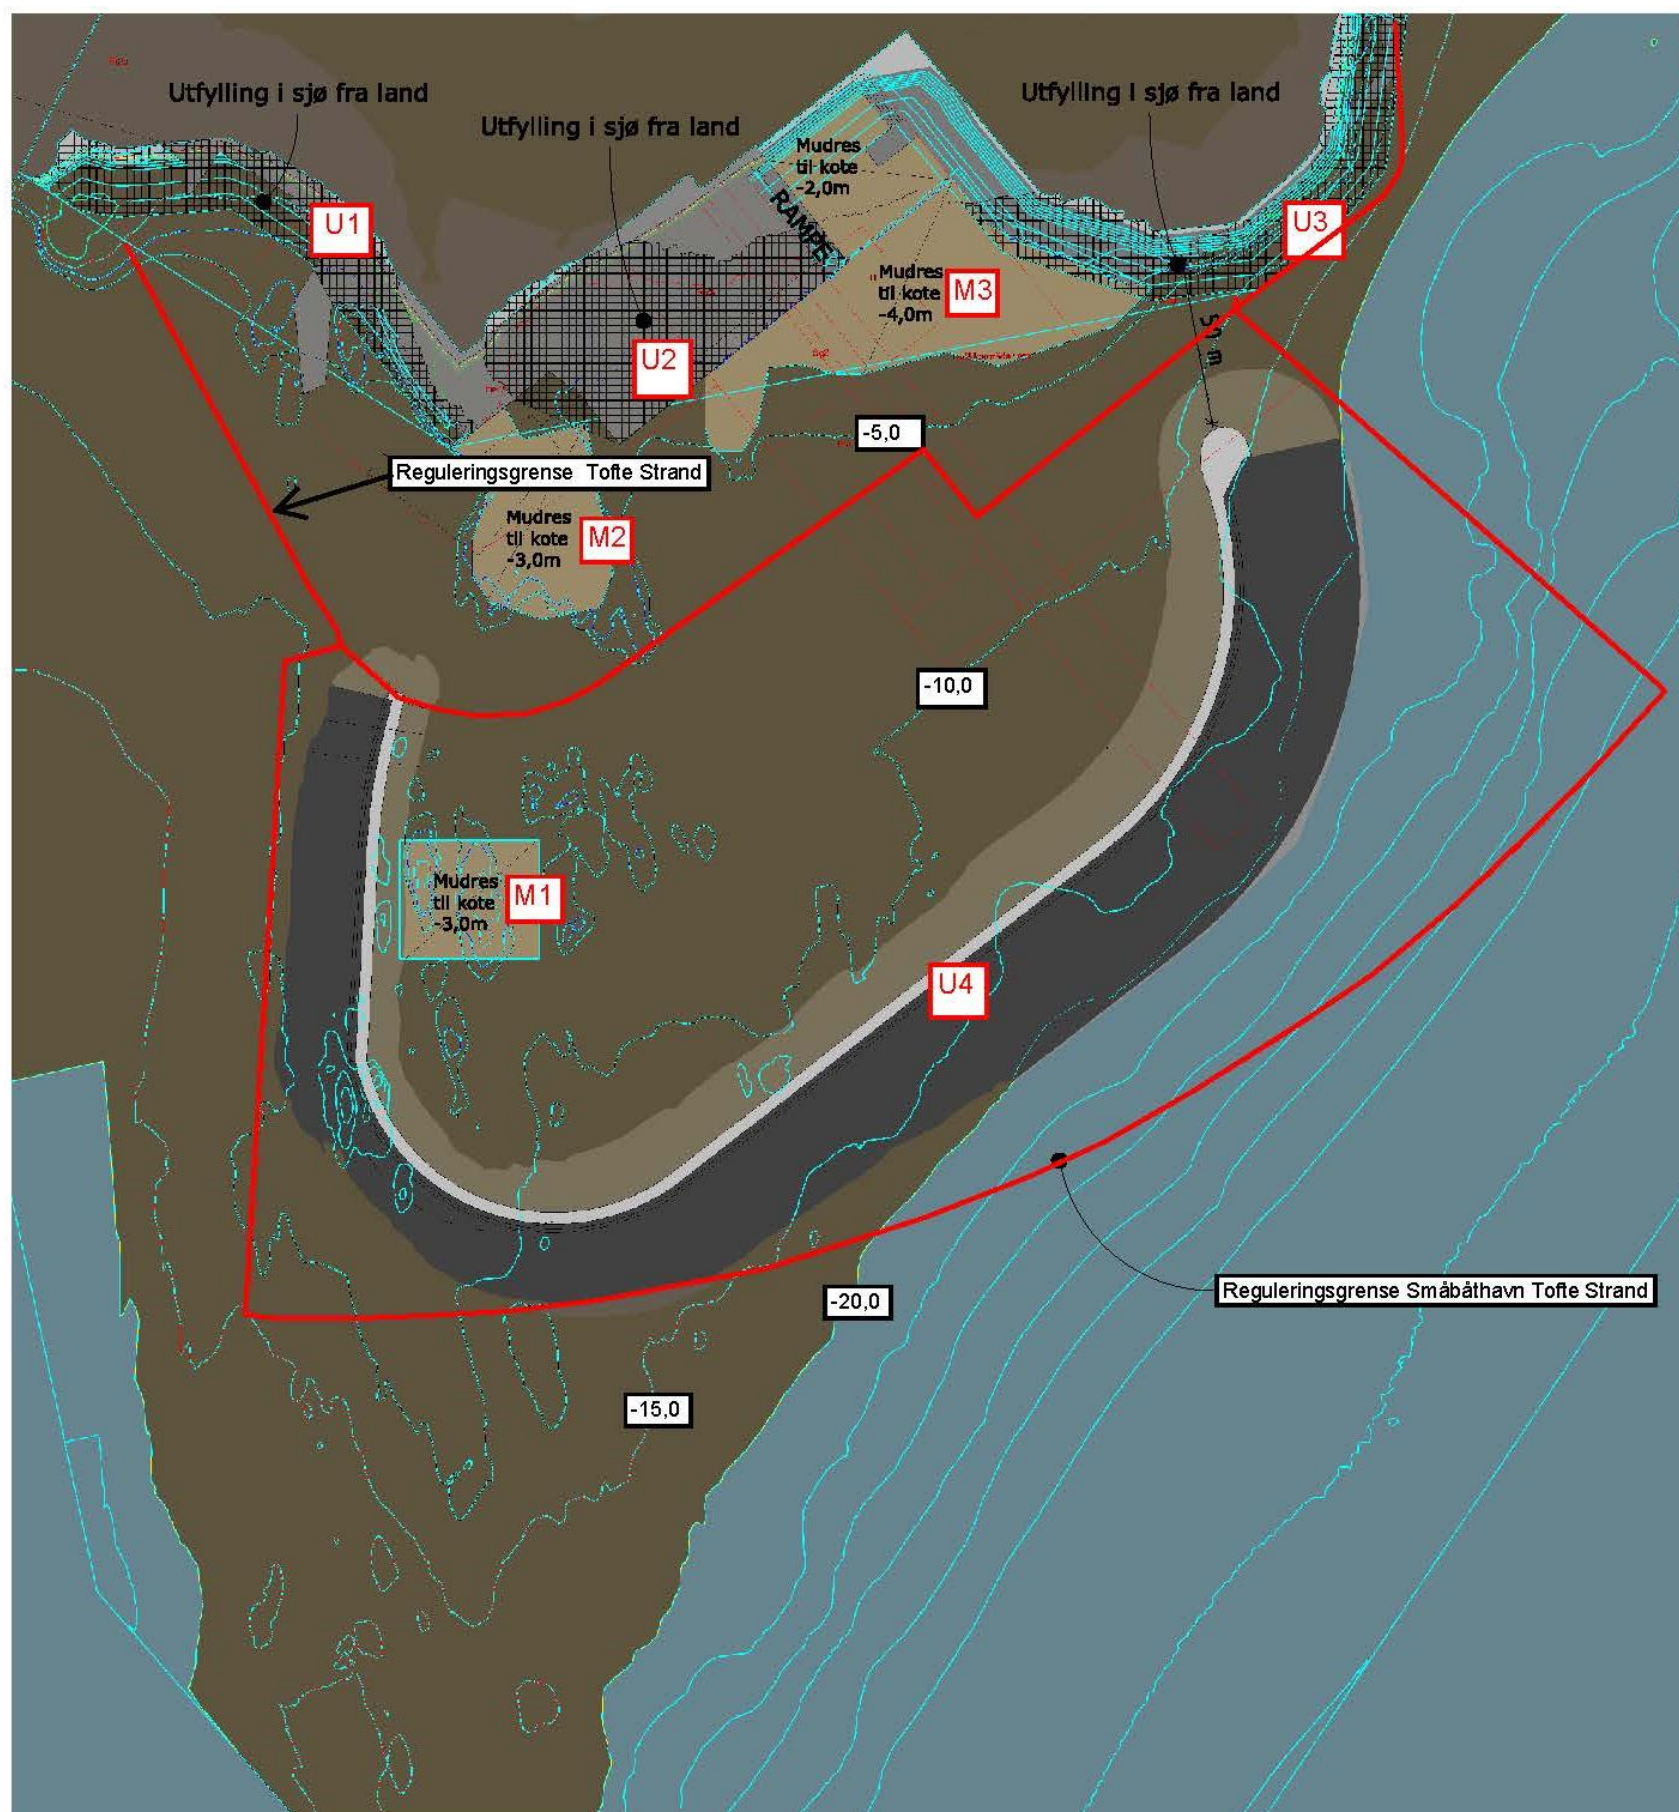 Utfylling i sjø fra land
Utfylling i sjø fra land
Utfylling i sjø fra land
Mudres
til kote
-2,0m
RAMPE
U1
U3
Mudres
til kote
-4,0m
M3
U2
-5,0
Reguleringsgrense Tofte Strand
Mudres
til kote
-3,0m
M2
-10,0
Mudres
til kote
-3,0m
M1
U4
Reguleringsgrense Småbåthavn Tofte Strand
-20,0
-15,0